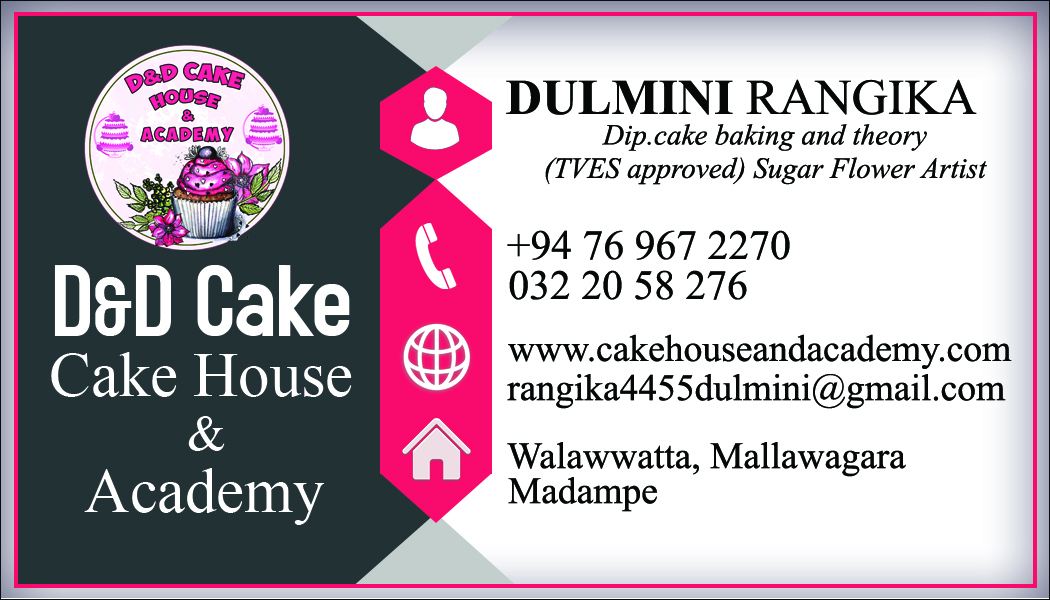 D&D CAKE
HOUSE
&
ACADEMY
D&D Cake
Cake House
&
Academy
DULMINI RANGIKA
Dip.cake baking and theory
(TVES approved) Sugar Flower Artist
+94 76 967 2270
032 20 58 276
www.cakehouseandacademy.com
rangika4455dulmini@gmail.com
Walawwatta, Mallawagara
Madampe